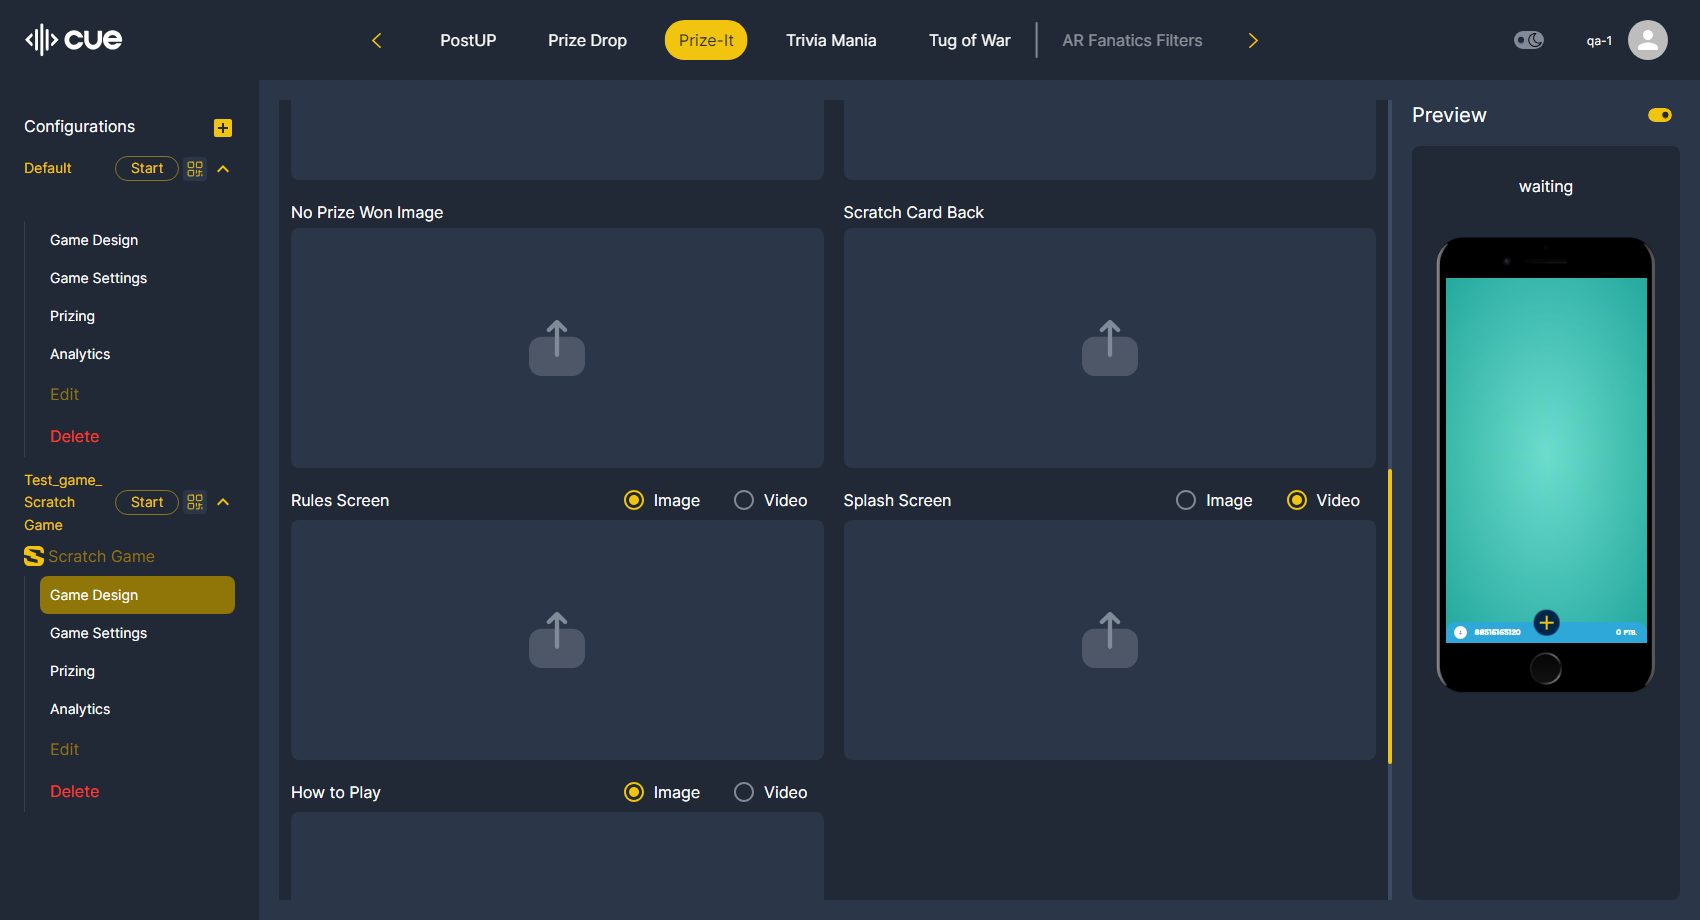 cue
PostUP
Prize Drop
Prize-It
Trivia Mania
Tug of War
AR Fanatics Filters
qa-1
Configurations
Default
Start
Game Design
Game Settings
Prizing
Analytics
Edit
Delete
Test_game_
Scratch
Game
Start
Scratch Game
Game Design
Game Settings
Prizing
Analytics
Edit
Delete
No Prize Won Image
Scratch Card Back
Rules Screen
Image
Video
Splash Screen
Image
Video
How to Play
Image
Video
Preview
waiting
88516165120
0 PTS.